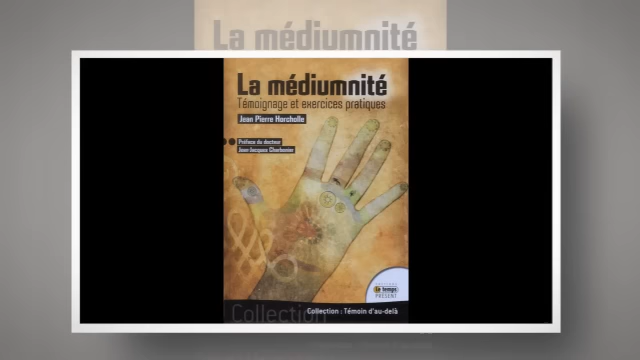 La médiumnité
La médiumnité
Témoignage et exercices pratiques
Jean Pierre Horcholle
Préface du docteur
Jean-Jacques Charbonier
EDITIONS
le temps
PRÉSENT
Collection
Collection : Témoin d'au-delà